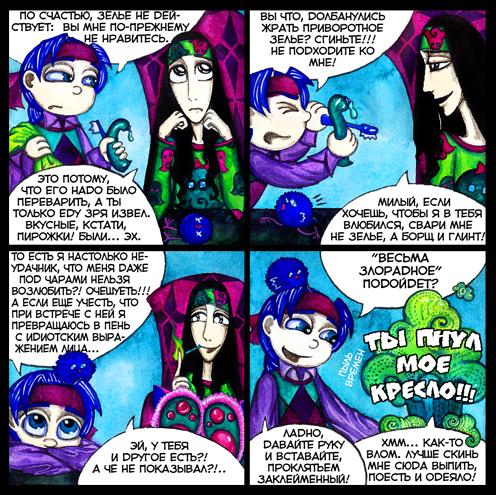 ПО СЧАСТЬЮ, ЗЕЛЬЕ НЕ ДЕЙ-
СТВУЕТ: ВЫ МНЕ ПО-ПРЕЖНЕМУ
НЕ НРАВИТЕСЬ.
ЭТО ПОТОМУ,
ЧТО ЕГО НАДО БЫЛО
ПЕРЕВАРИТЬ, А ТЫ
ТОЛЬКО ЕДУ ЗРЯ ИЗВЕЛ.
ВКУСНЫЕ, КСТАТИ,
ПИРОЖКИ! БЫЛИ... ЭХ.
ВЫ ЧТО, ДОЛБАНУЛИСЬ
ЖРАТЬ ПРИВОРОТНОЕ
ЗЕЛЬЕ? СГИНЬТЕ!!!
НЕ ПОДХОДИТЕ КО
МНЕ!
МИЛЫЙ, ЕСЛИ
ХОЧЕШЬ, ЧТОБЫ Я В ТЕБЯ
ВЛЮБИЛСЯ, СВАРИ МНЕ
НЕ ЗЕЛЬЕ, А БОРЩ И ГЛИНТ!
ТО ЕСТЬ Я НАСТОЛЬКО НЕ-
УДАЧНИК, ЧТО МЕНЯ ДАЖЕ
ПОД ЧАРАМИ НЕЛЬЗЯ
ВОЗЛЮБИТЬ?! ОЧЕШУЕТЬ!!!
А ЕСЛИ ЕЩЕ УЧЕСТЬ, ЧТО
ПРИ ВСТРЕЧЕ С НЕЙ Я
ПРЕВРАЩАЮСЬ В ПЕНЬ
С ИДИОТСКИМ ВЫРА-
ЖЕНИЕМ ЛИЦА...
ЭЙ, У ТЕБЯ
И ДРУГОЕ ЕСТЬ?!
А ЧЕ НЕ ПОКАЗЫВАЛ?!..
"ВЕСЬМА
ЗЛОРАДНОЕ"
ПОДОЙДЕТ?
ТЫ ПНУЛ
МОЕ
КРЕСЛО!!!
ПЫЛЬ
ВРЕМЕН
ЛАДНО,
ДАВАЙТЕ РУКУ
И ВСТАВАЙТЕ,
ПРОКЛЯТЬЕМ
ЗАКЛЕЙМЕННЫЙ!
ХММ... КАК-ТО
ВЛОМ. ЛУЧШЕ СКИНЬ
МНЕ СЮДА ВЫПИТЬ,
ПОЕСТЬ И ОДЕЯЛО!